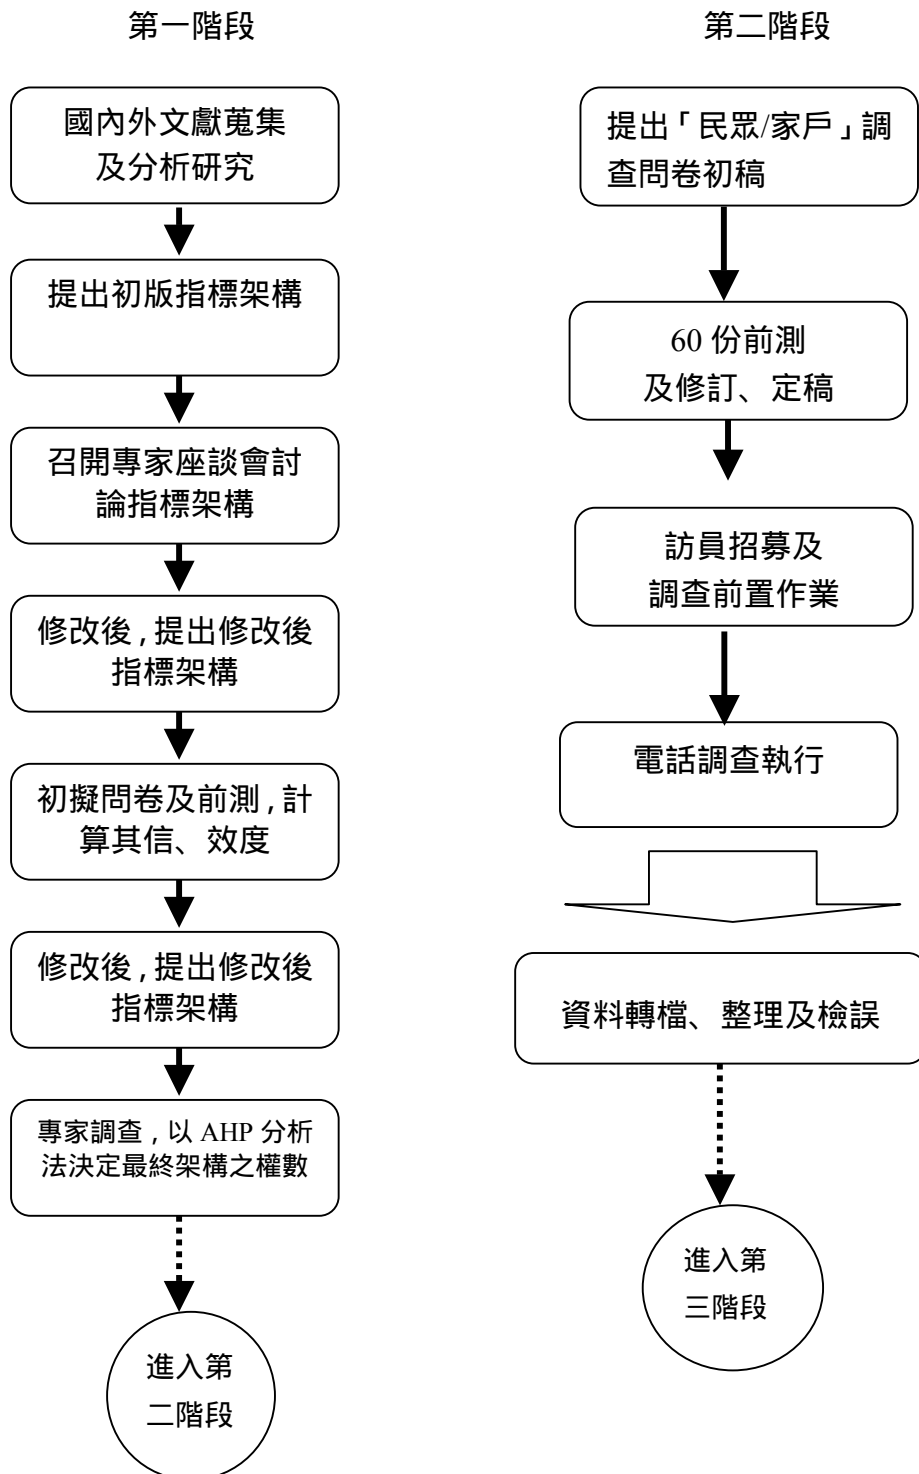 第一階段
國內外文獻蒐集
及分析研究
提出初版指標架構
召開專家座談會討
論指標架構
修改後,提出修改後
指標架構
初擬問卷及前測,計
算其信、效度
修改後,提出修改後
指標架構
專家調查,以 AHP 分析
法決定最終架構之權數
進入第
二階段
第二階段
提出「民眾/家戶」調
查問卷初稿
60 份前測
及修訂、定稿
訪員招募及
調查前置作業
電話調查執行
資料轉檔、整理及檢誤
進入第
三階段